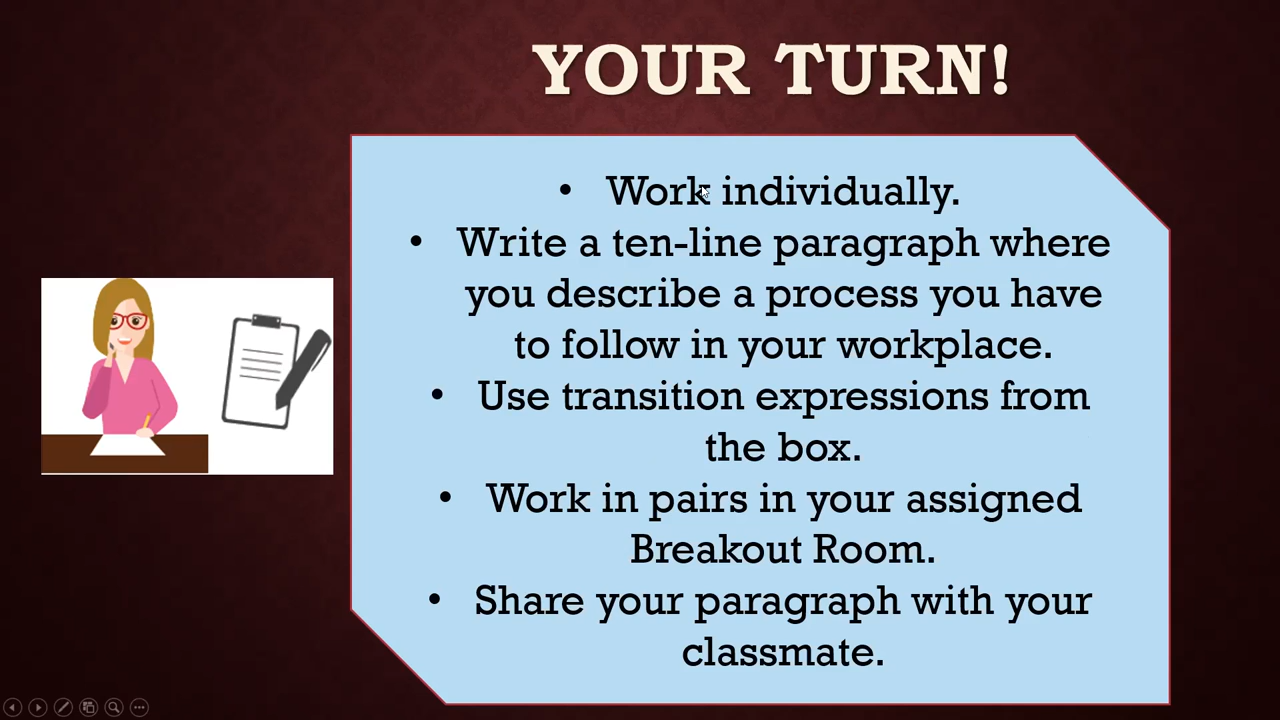 YOUR TURN!
• Work individually.
• Write a ten-line paragraph where
you describe a process you have
to follow in your workplace.
• Use transition expressions from
the box.
• Work in pairs in your assigned
Breakout Room.
• Share your paragraph with your
classmate.